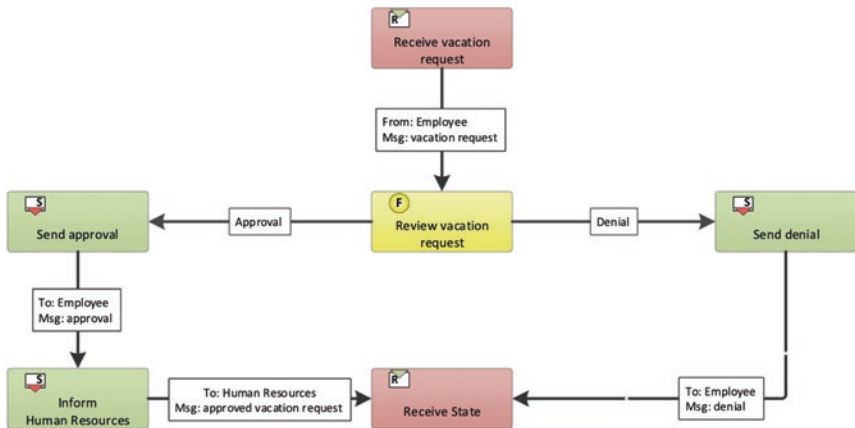 R
Receive vacation
request
From: Employee
Msg: vacation request
S
Send approval
Approval
F
Review vacation
request
Denial
S
Send denial
To: Employee
Msg: approval
S
Inform
Human Resources
To: Human Resources
Msg: approved vacation request
R
Receive State
To: Employee
Msg: denial